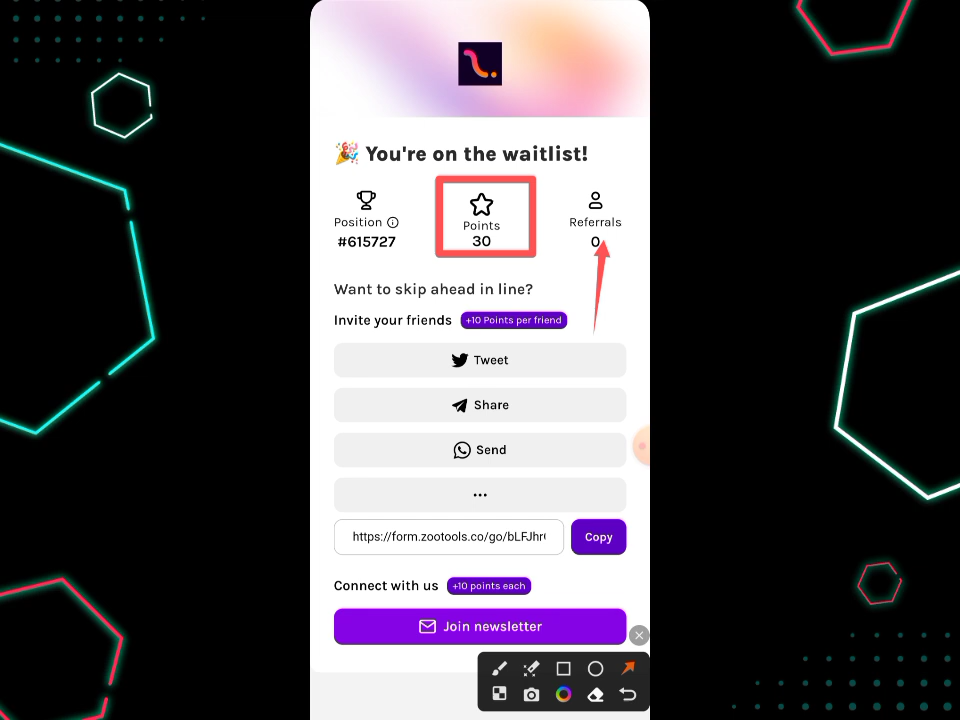 🎉 You're on the waitlist!
Position
#615727
Points
30
Referrals
0
Want to skip ahead in line?
Invite your friends +10 Points per friend
Tweet
Share
Send
...
https://form.zootools.co/go/bLFJhr Copy
Connect with us +10 points each
Join newsletter